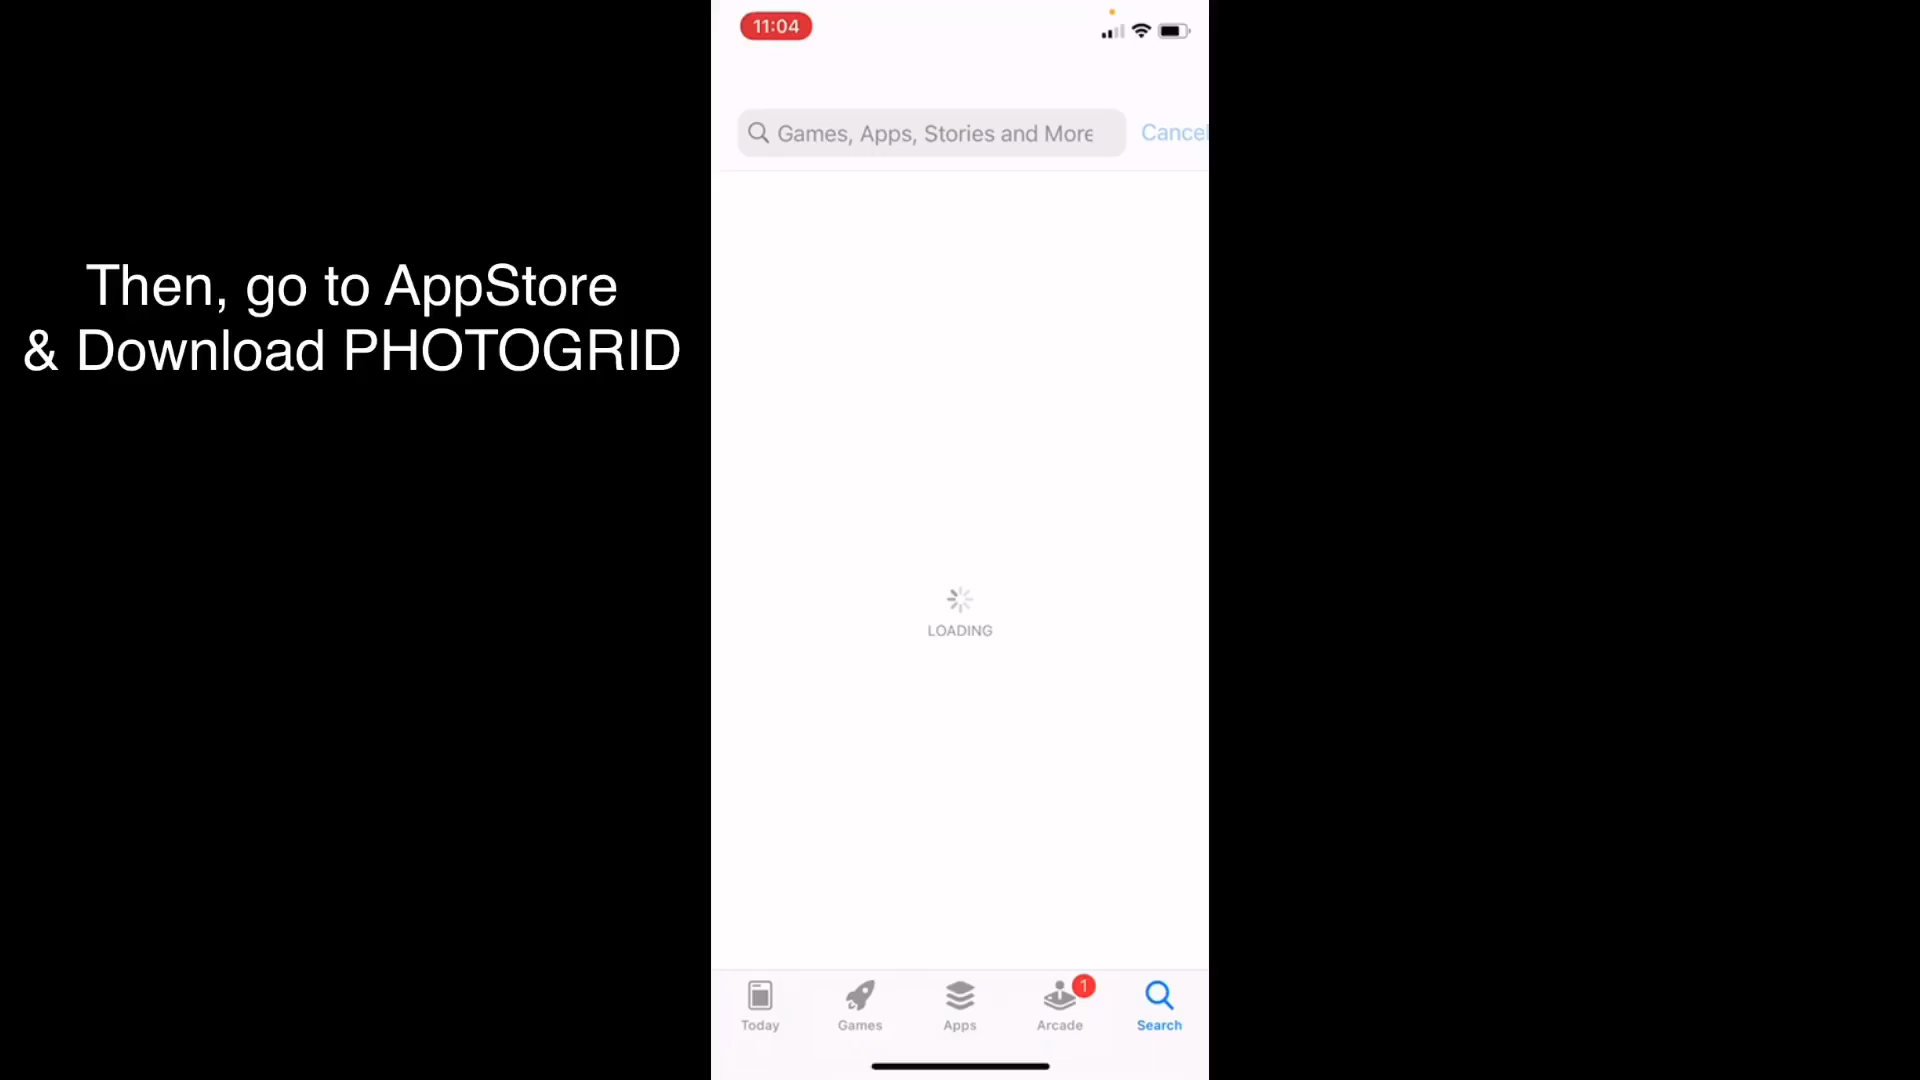 11:04
Games, Apps, Stories and More
Cancel
Then, go to AppStore
& Download PHOTOGRID
LOADING
1
Today
Games
Apps
Arcade
Search